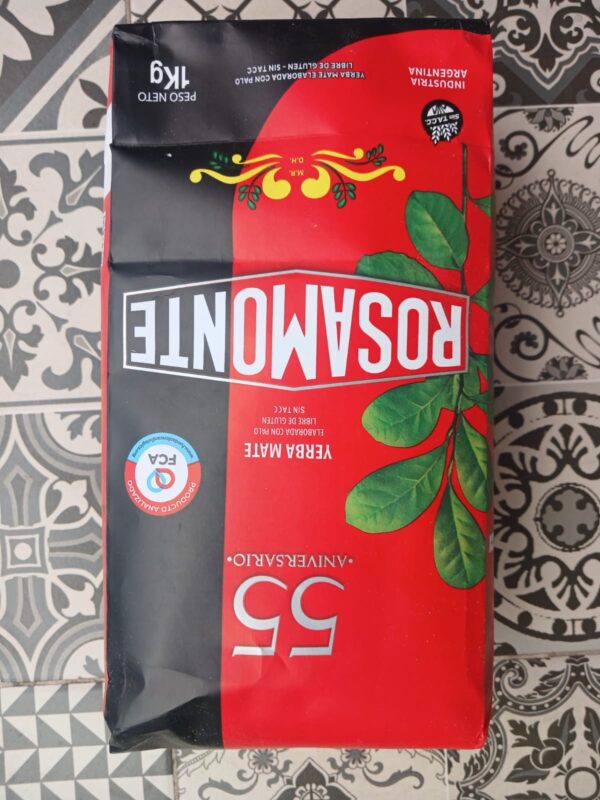 55
•ANIVERSARIO•
YERBA MATE
ELABORADA CON PALO
LIBRE DE GLUTEN
SIN TACC
PRODUCTO ANALIZADO
FCA
ROSAMONTE
M.R.
D.H.
Sin T.A.C.C.
INDUSTRIA
ARGENTINA
YERBA MATE ELABORADA CON PALO
LIBRE DE GLUTEN - SIN TACC
PESO NETO
1Kg